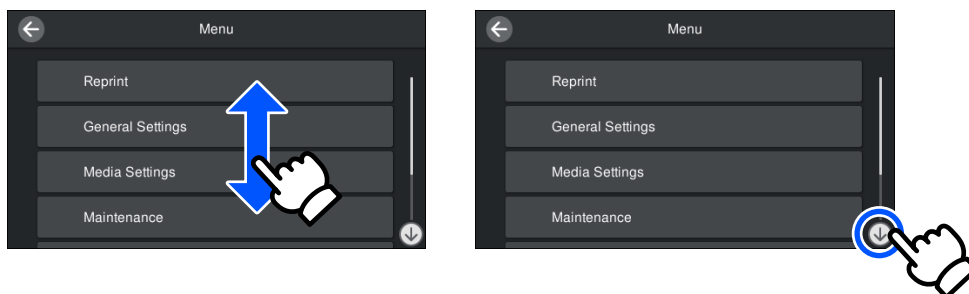 Menu
Reprint
General Settings
Media Settings
Maintenance
Menu
Reprint
General Settings
Media Settings
Maintenance